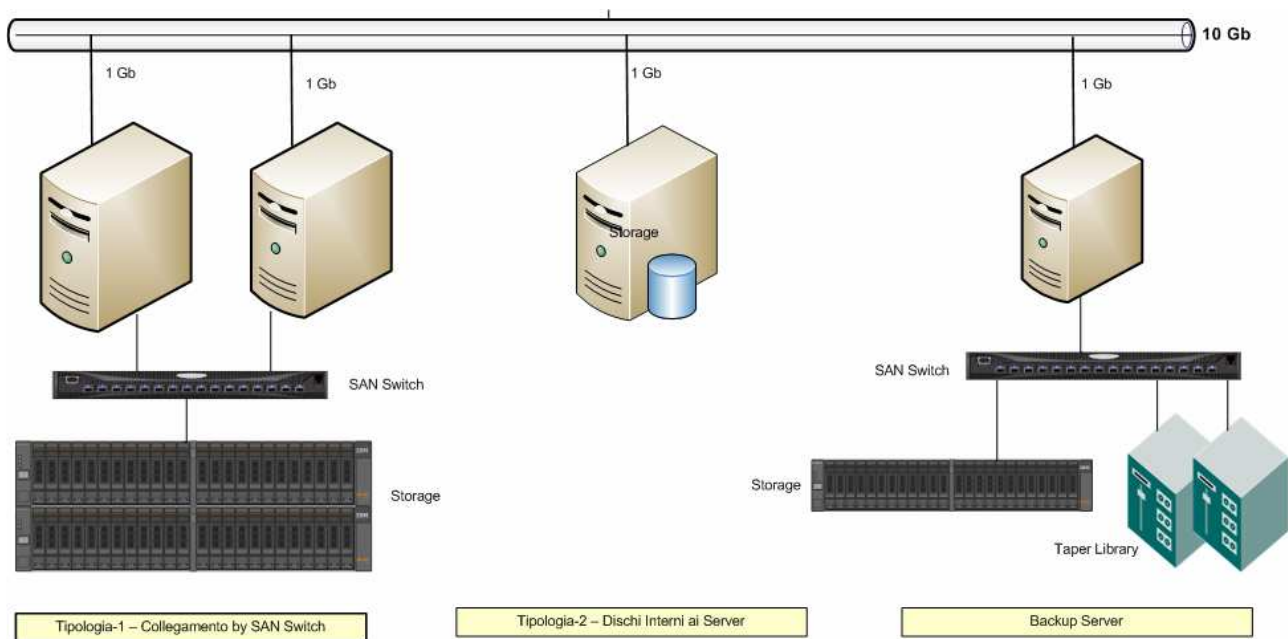 10 Gb
1 Gb
1 Gb
1 Gb
1 Gb
Storage
SAN Switch
SAN Switch
Storage
Storage
Taper Library
Tipologia-1 – Collegamento by SAN Switch
Tipologia-2 – Dischi Interni ai Server
Backup Server